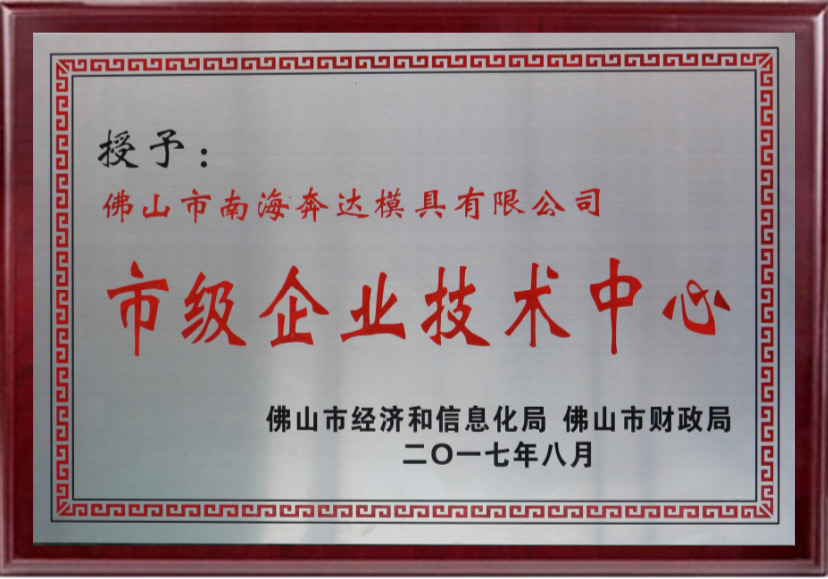 授予：
佛山市南海奔达模具有限公司
市级企业技术中心
佛山市经济和信息化局 佛山市财政局
二〇一七年八月